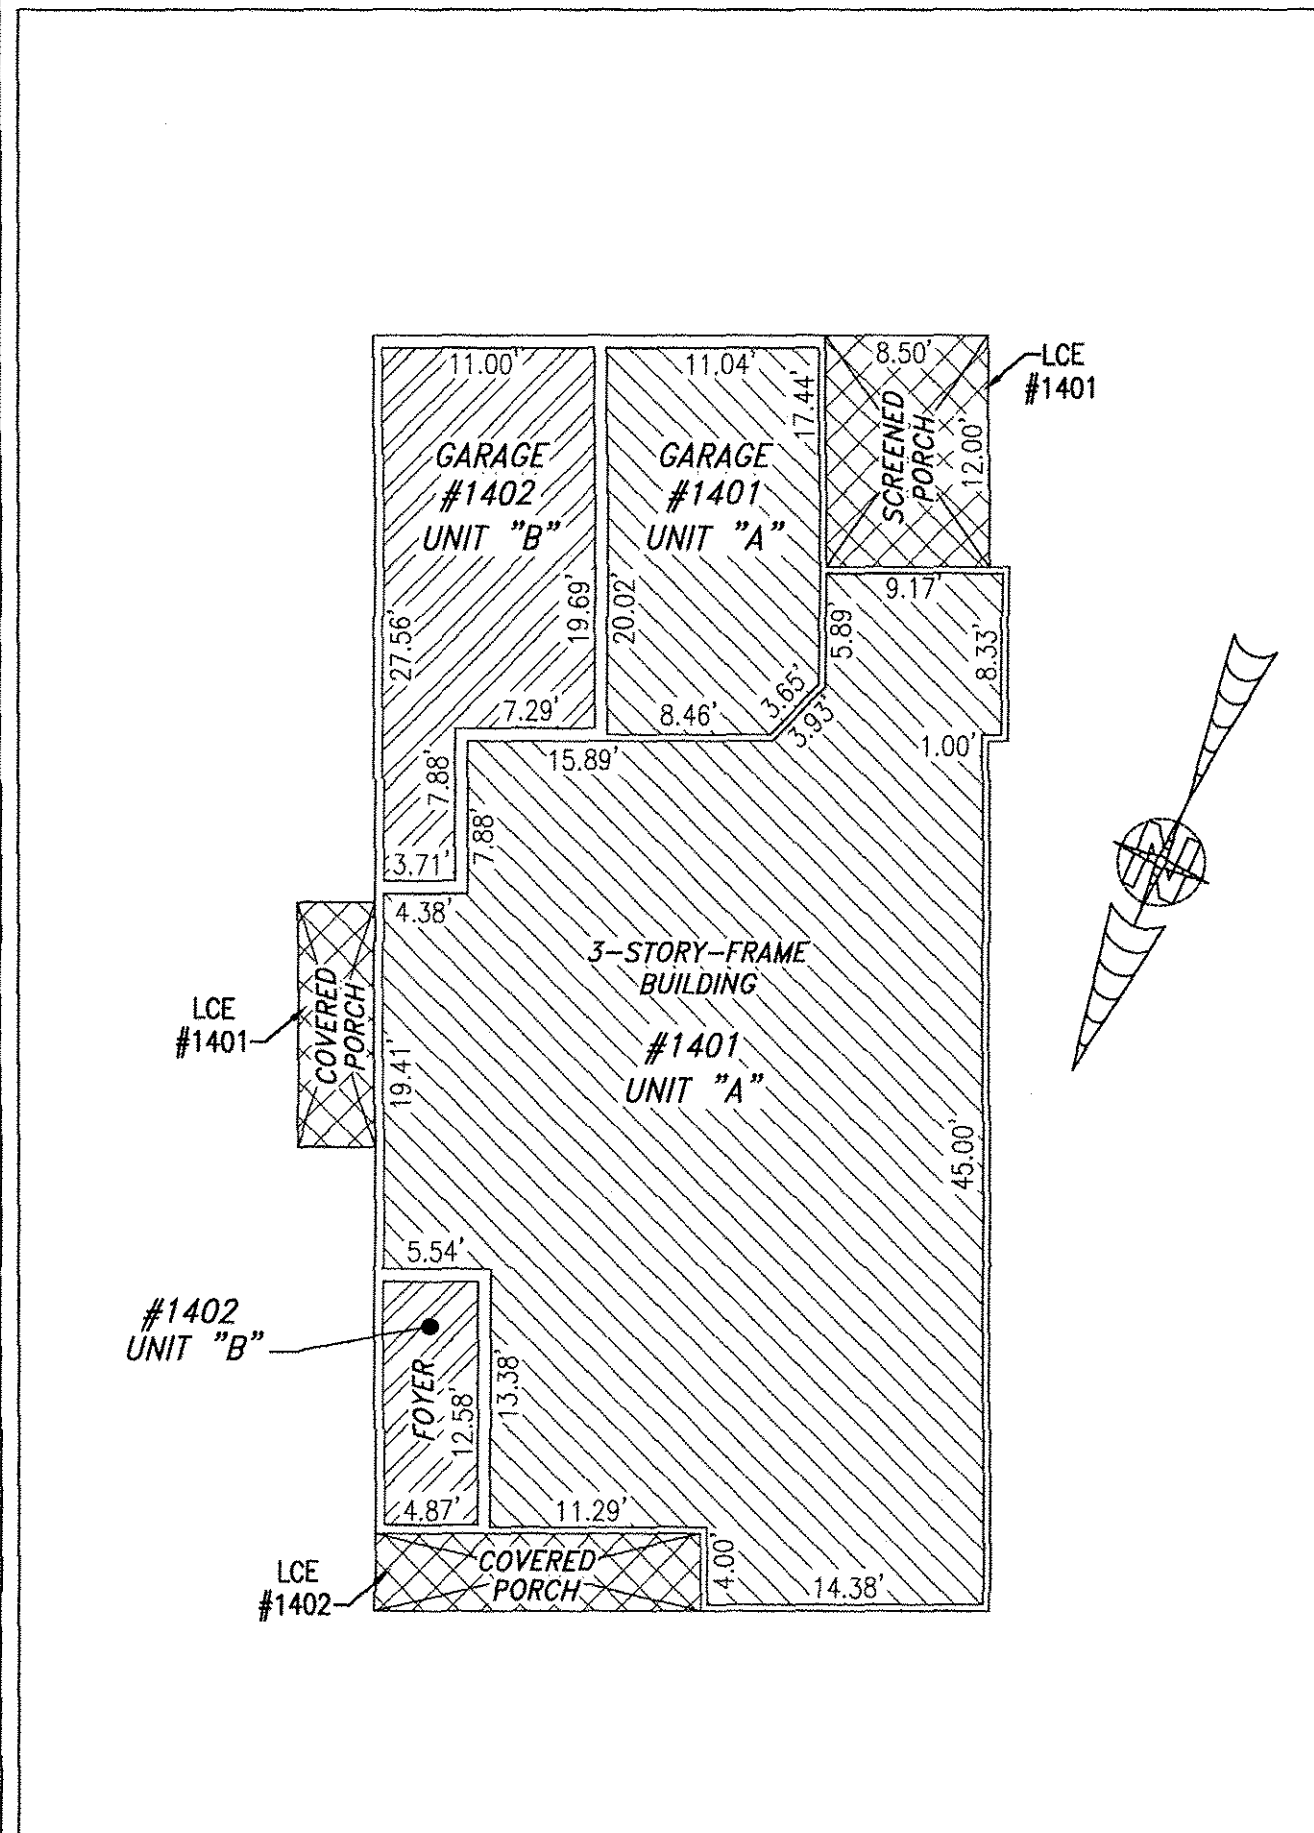 11.00'
11.04'
8.50'
LCE
#1401
17.44'
GARAGE
#1402
UNIT "B"
GARAGE
#1401
UNIT "A"
SCREENED
PORCH
12.00'
9.17'
27.56'
19.69'
20.02'
5.89'
8.33'
7.29'
8.46'
3.65'
3.93'
1.00'
15.89'
7.88'
7.88'
3.71'
4.38'
N
3-STORY-FRAME
BUILDING
#1401
UNIT "A"
LCE
#1401
COVERED
PORCH
19.41'
45.00'
5.54'
#1402
UNIT "B"
FOYER
12.58'
13.38'
4.87'
11.29'
COVERED
PORCH
4.00'
14.38'
LCE
#1402